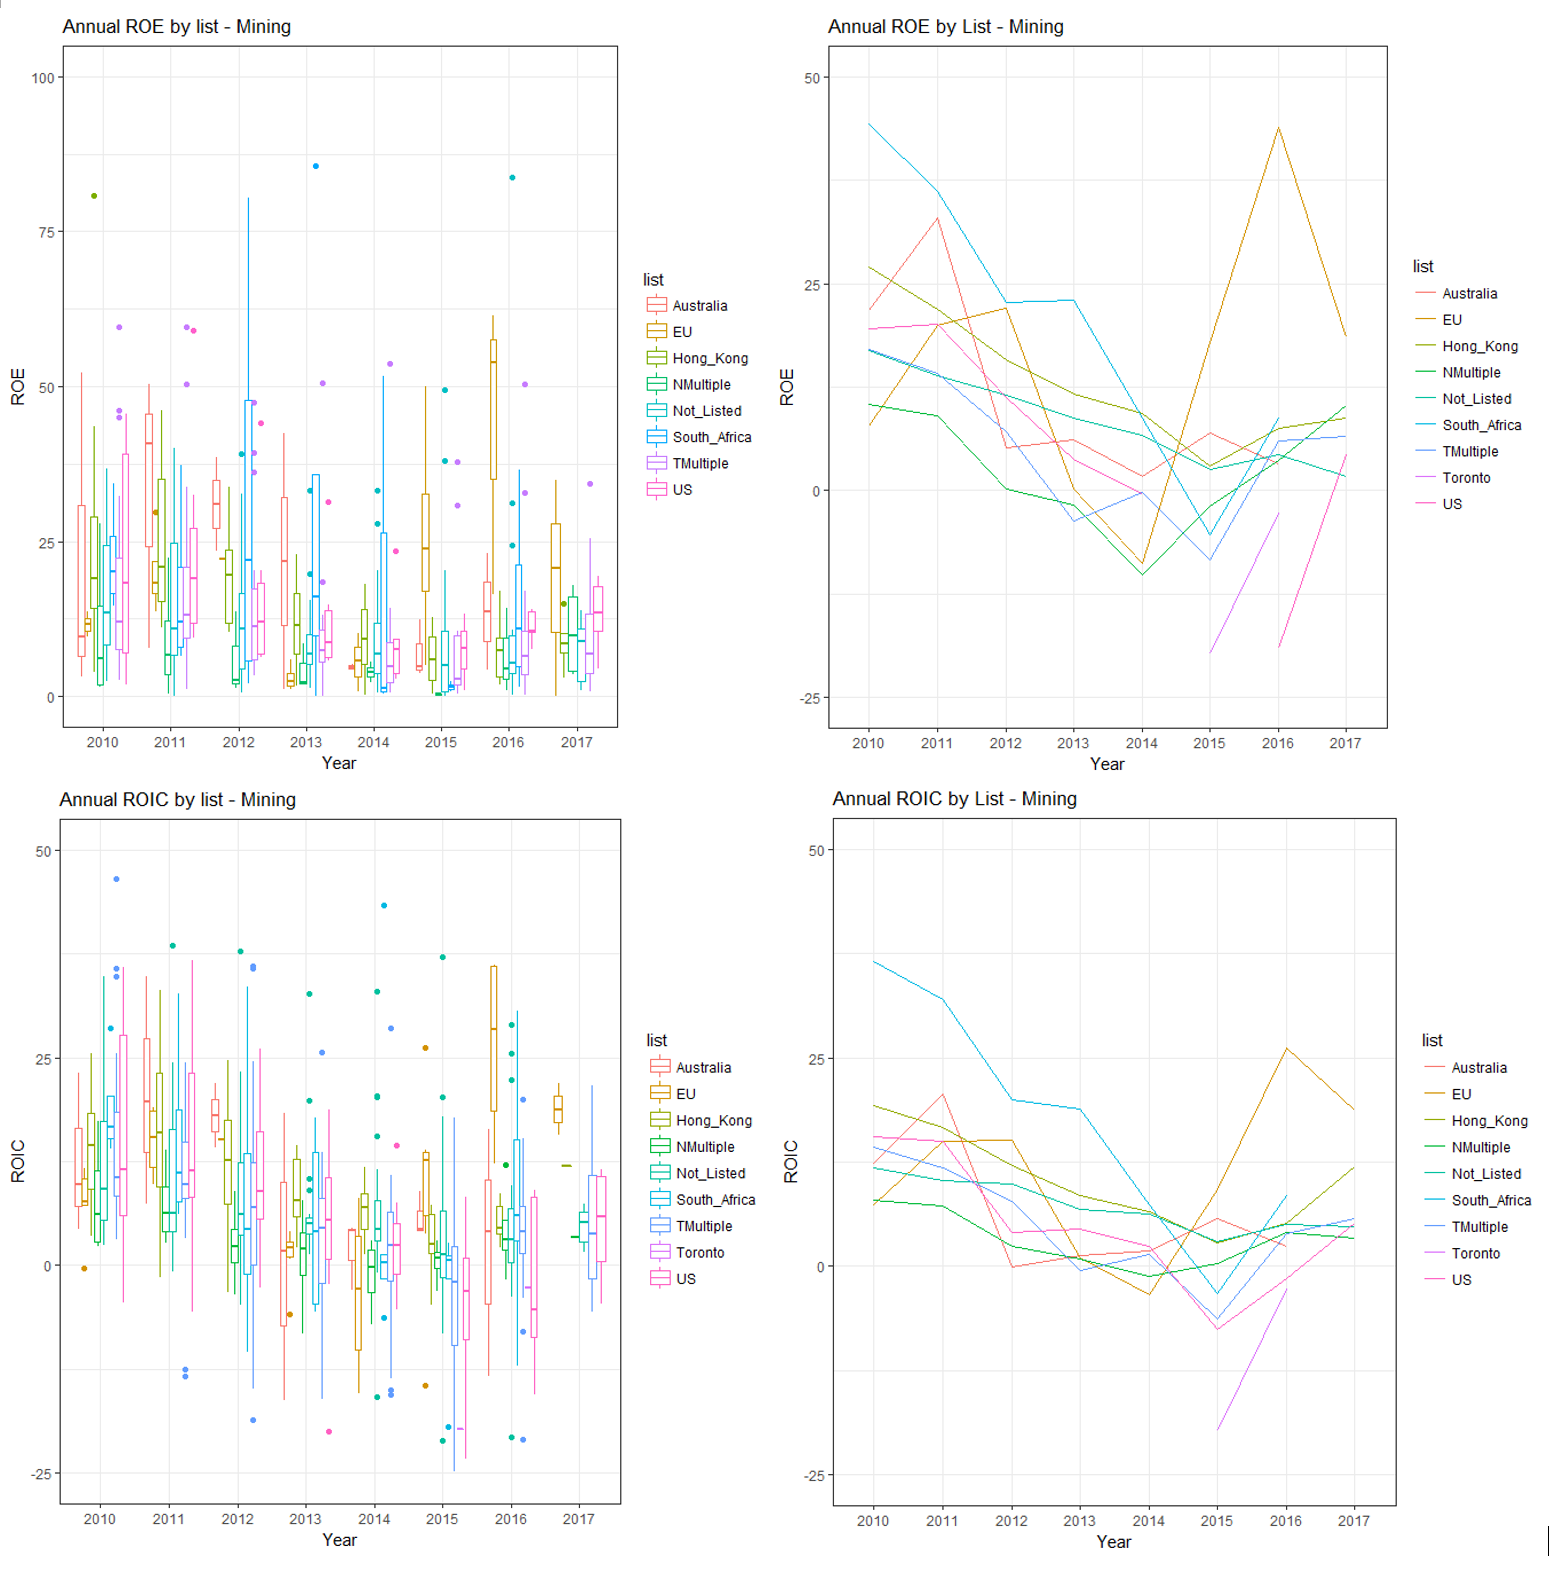 Annual ROE by list - Mining
100
75
50
25
0
ROE
2010 2011 2012 2013 2014 2015 2016 2017
Year
list
Australia
EU
Hong_Kong
NMultiple
Not_Listed
South_Africa
TMultiple
US
Annual ROE by List - Mining
50
25
0
-25
ROE
2010 2011 2012 2013 2014 2015 2016 2017
Year
list
Australia
EU
Hong_Kong
NMultiple
Not_Listed
South_Africa
TMultiple
Toronto
US
Annual ROIC by list - Mining
50
25
0
-25
ROIC
2010 2011 2012 2013 2014 2015 2016 2017
Year
list
Australia
EU
Hong_Kong
NMultiple
Not_Listed
South_Africa
TMultiple
Toronto
US
Annual ROIC by List - Mining
50
25
0
-25
ROIC
2010 2011 2012 2013 2014 2015 2016 2017
Year
list
Australia
EU
Hong_Kong
NMultiple
Not_Listed
South_Africa
TMultiple
Toronto
US